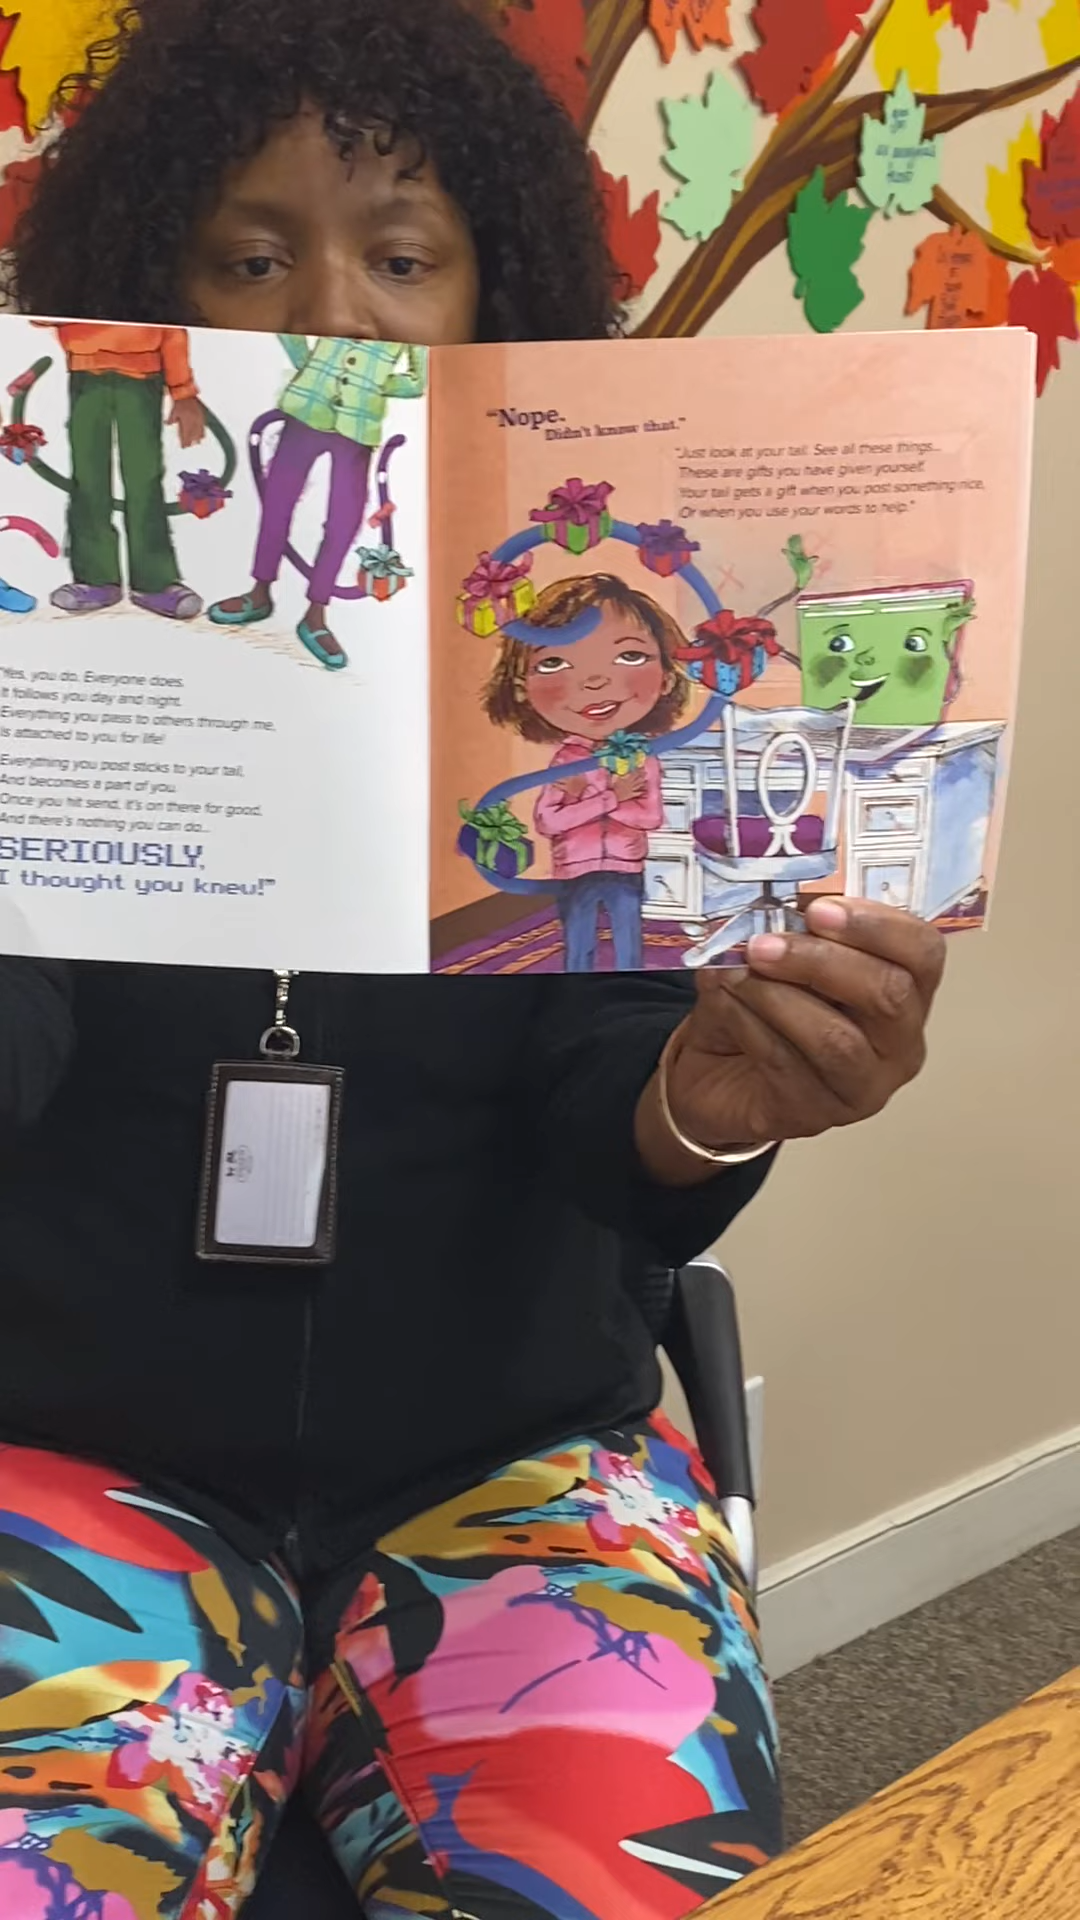 "Yes, you do. Everyone does.
It follows you day and night.
Everything you pass to others through me,
is attached to you for life!
Everything you post sticks to your tail,
And becomes a part of you.
Once you hit send, it's on there for good.
And there's nothing you can do...
SERIOUSLY,
I thought you knew!"
"Nope.
Didn't know that."
"Just look at your tail. See all these things...
These are gifts you have given yourself.
Your tail gets a gift when you post something nice,
Or when you use your words to help."